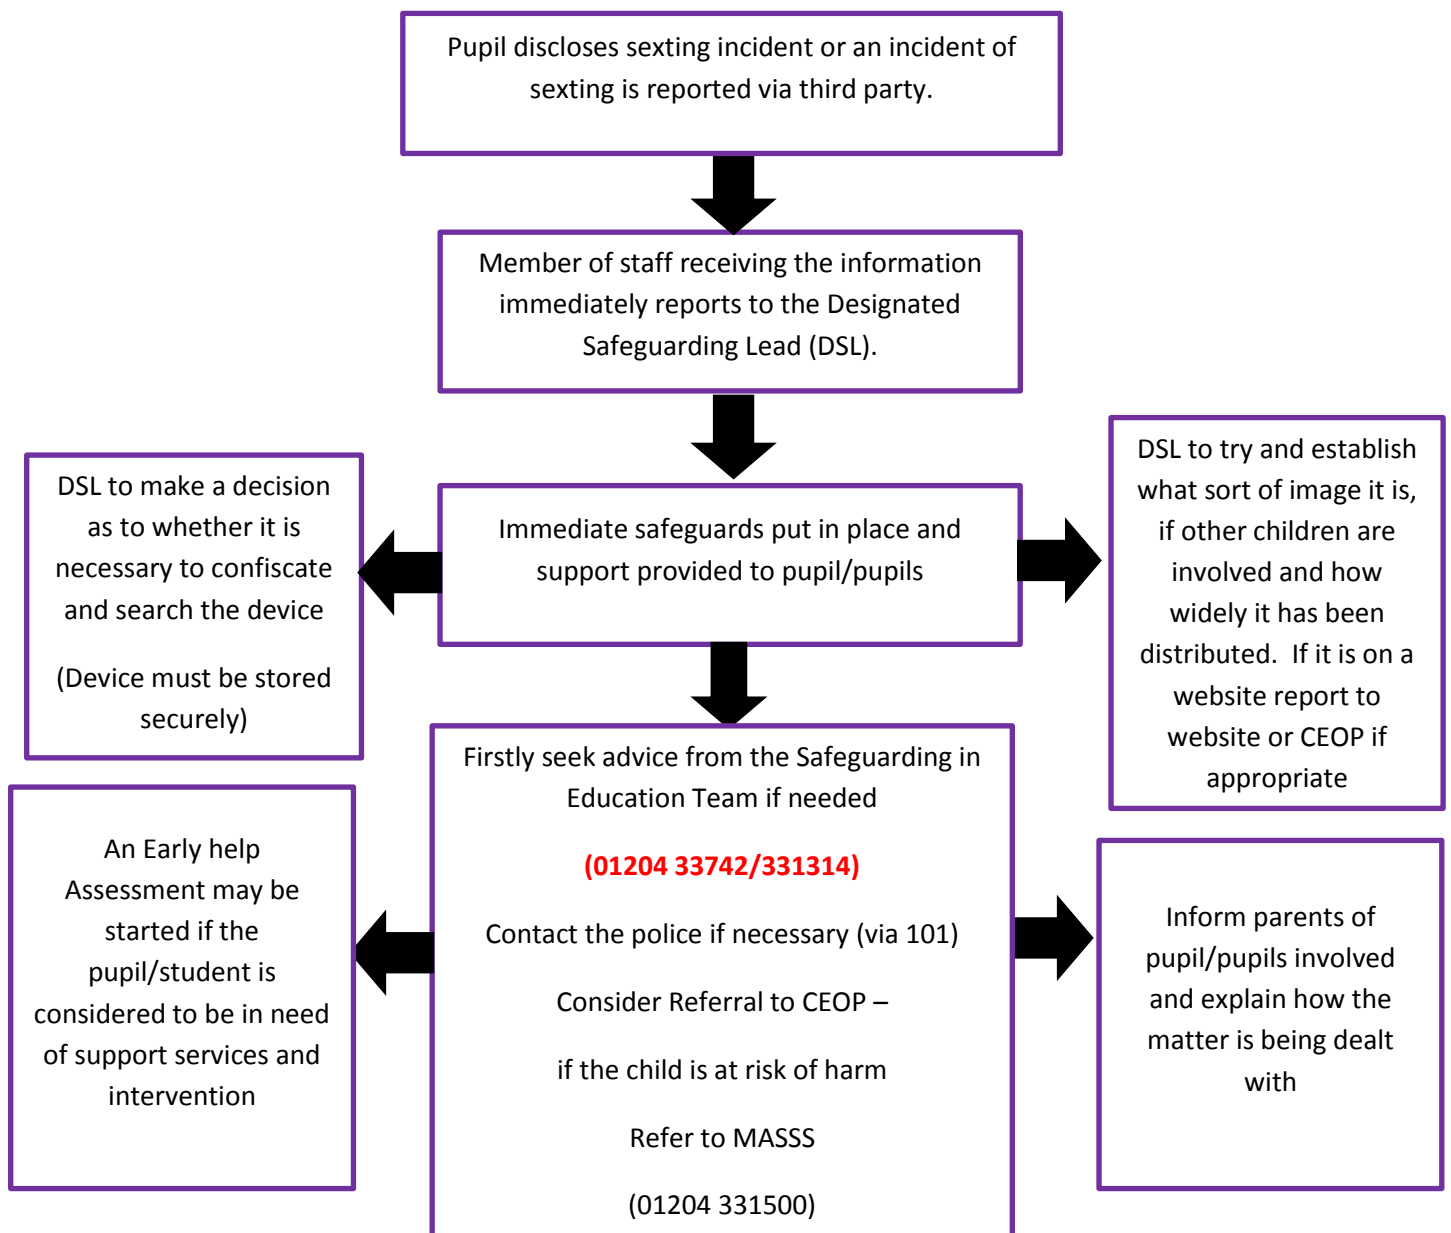 Pupil discloses sexting incident or an incident of
sexting is reported via third party.
Member of staff receiving the information
immediately reports to the Designated
Safeguarding Lead (DSL).
DSL to make a decision
as to whether it is
necessary to confiscate
and search the device
(Device must be stored
securely)
Immediate safeguards put in place and
support provided to pupil/pupils
DSL to try and establish
what sort of image it is,
if other children are
involved and how
widely it has been
distributed.  If it is on a
website report to
website or CEOP if
appropriate
An Early help
Assessment may be
started if the
pupil/student is
considered to be in need
of support services and
intervention
Firstly seek advice from the Safeguarding in
Education Team if needed
(01204 33742/331314)
Contact the police if necessary (via 101)
Consider Referral to CEOP –
if the child is at risk of harm
Refer to MASSS
(01204 331500)
Inform parents of
pupil/pupils involved
and explain how the
matter is being dealt
with